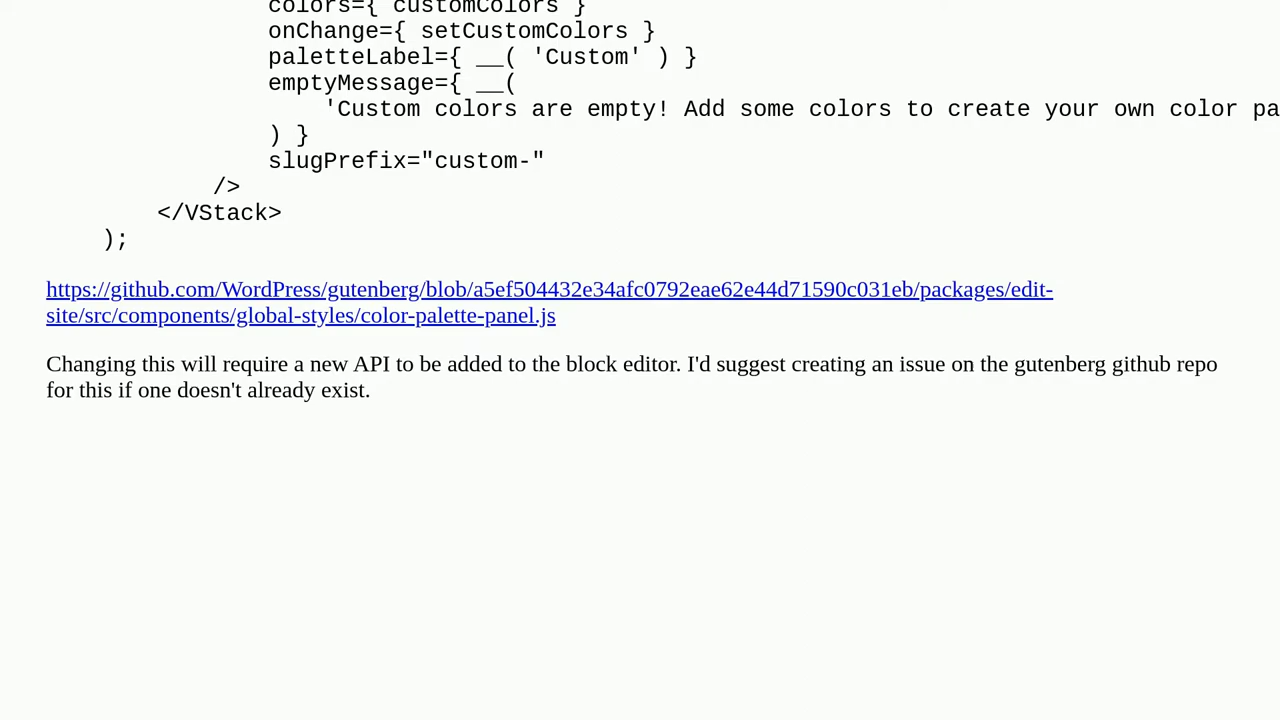 colors={ customColors }
onChange={ setCustomColors }
paletteLabel={ __( 'Custom' ) }
emptyMessage={ __(
'Custom colors are empty! Add some colors to create your own color pa
) }
slugPrefix="custom-"
/>
</VStack>
);
https://github.com/WordPress/gutenberg/blob/a5ef504432e34afc0792eae62e44d71590c031eb/packages/edit-
site/src/components/global-styles/color-palette-panel.js
Changing this will require a new API to be added to the block editor. I'd suggest creating an issue on the gutenberg github repo
for this if one doesn't already exist.